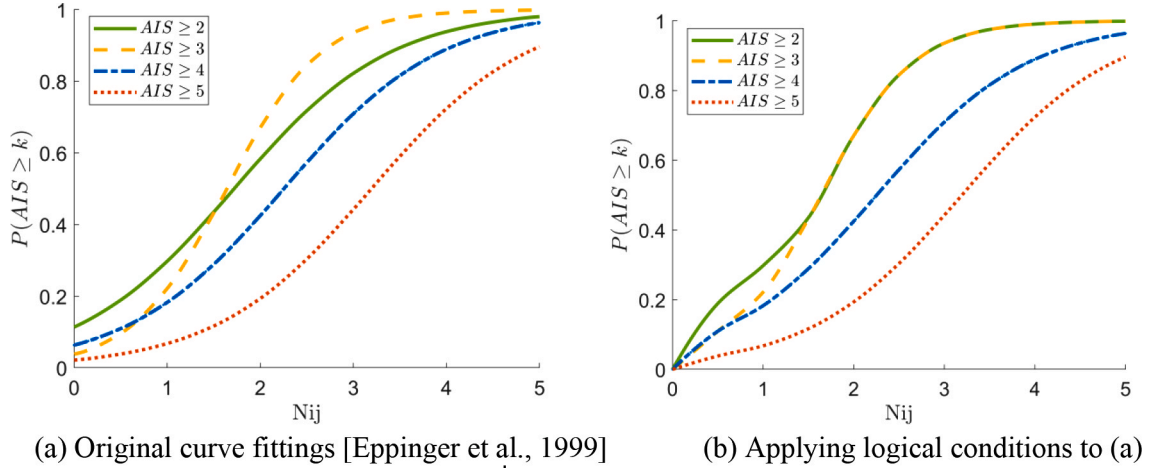 1
0.8
0.6
0.4
0.2
0
P(AIS ≥ k)
AIS ≥ 2
AIS ≥ 3
AIS ≥ 4
AIS ≥ 5
0 1 2 3 4 5
Nij
(a) Original curve fittings [Eppinger et al., 1999]
1
0.8
0.6
0.4
0.2
0
P(AIS ≥ k)
AIS ≥ 2
AIS ≥ 3
AIS ≥ 4
AIS ≥ 5
0 1 2 3 4 5
Nij
(b) Applying logical conditions to (a)